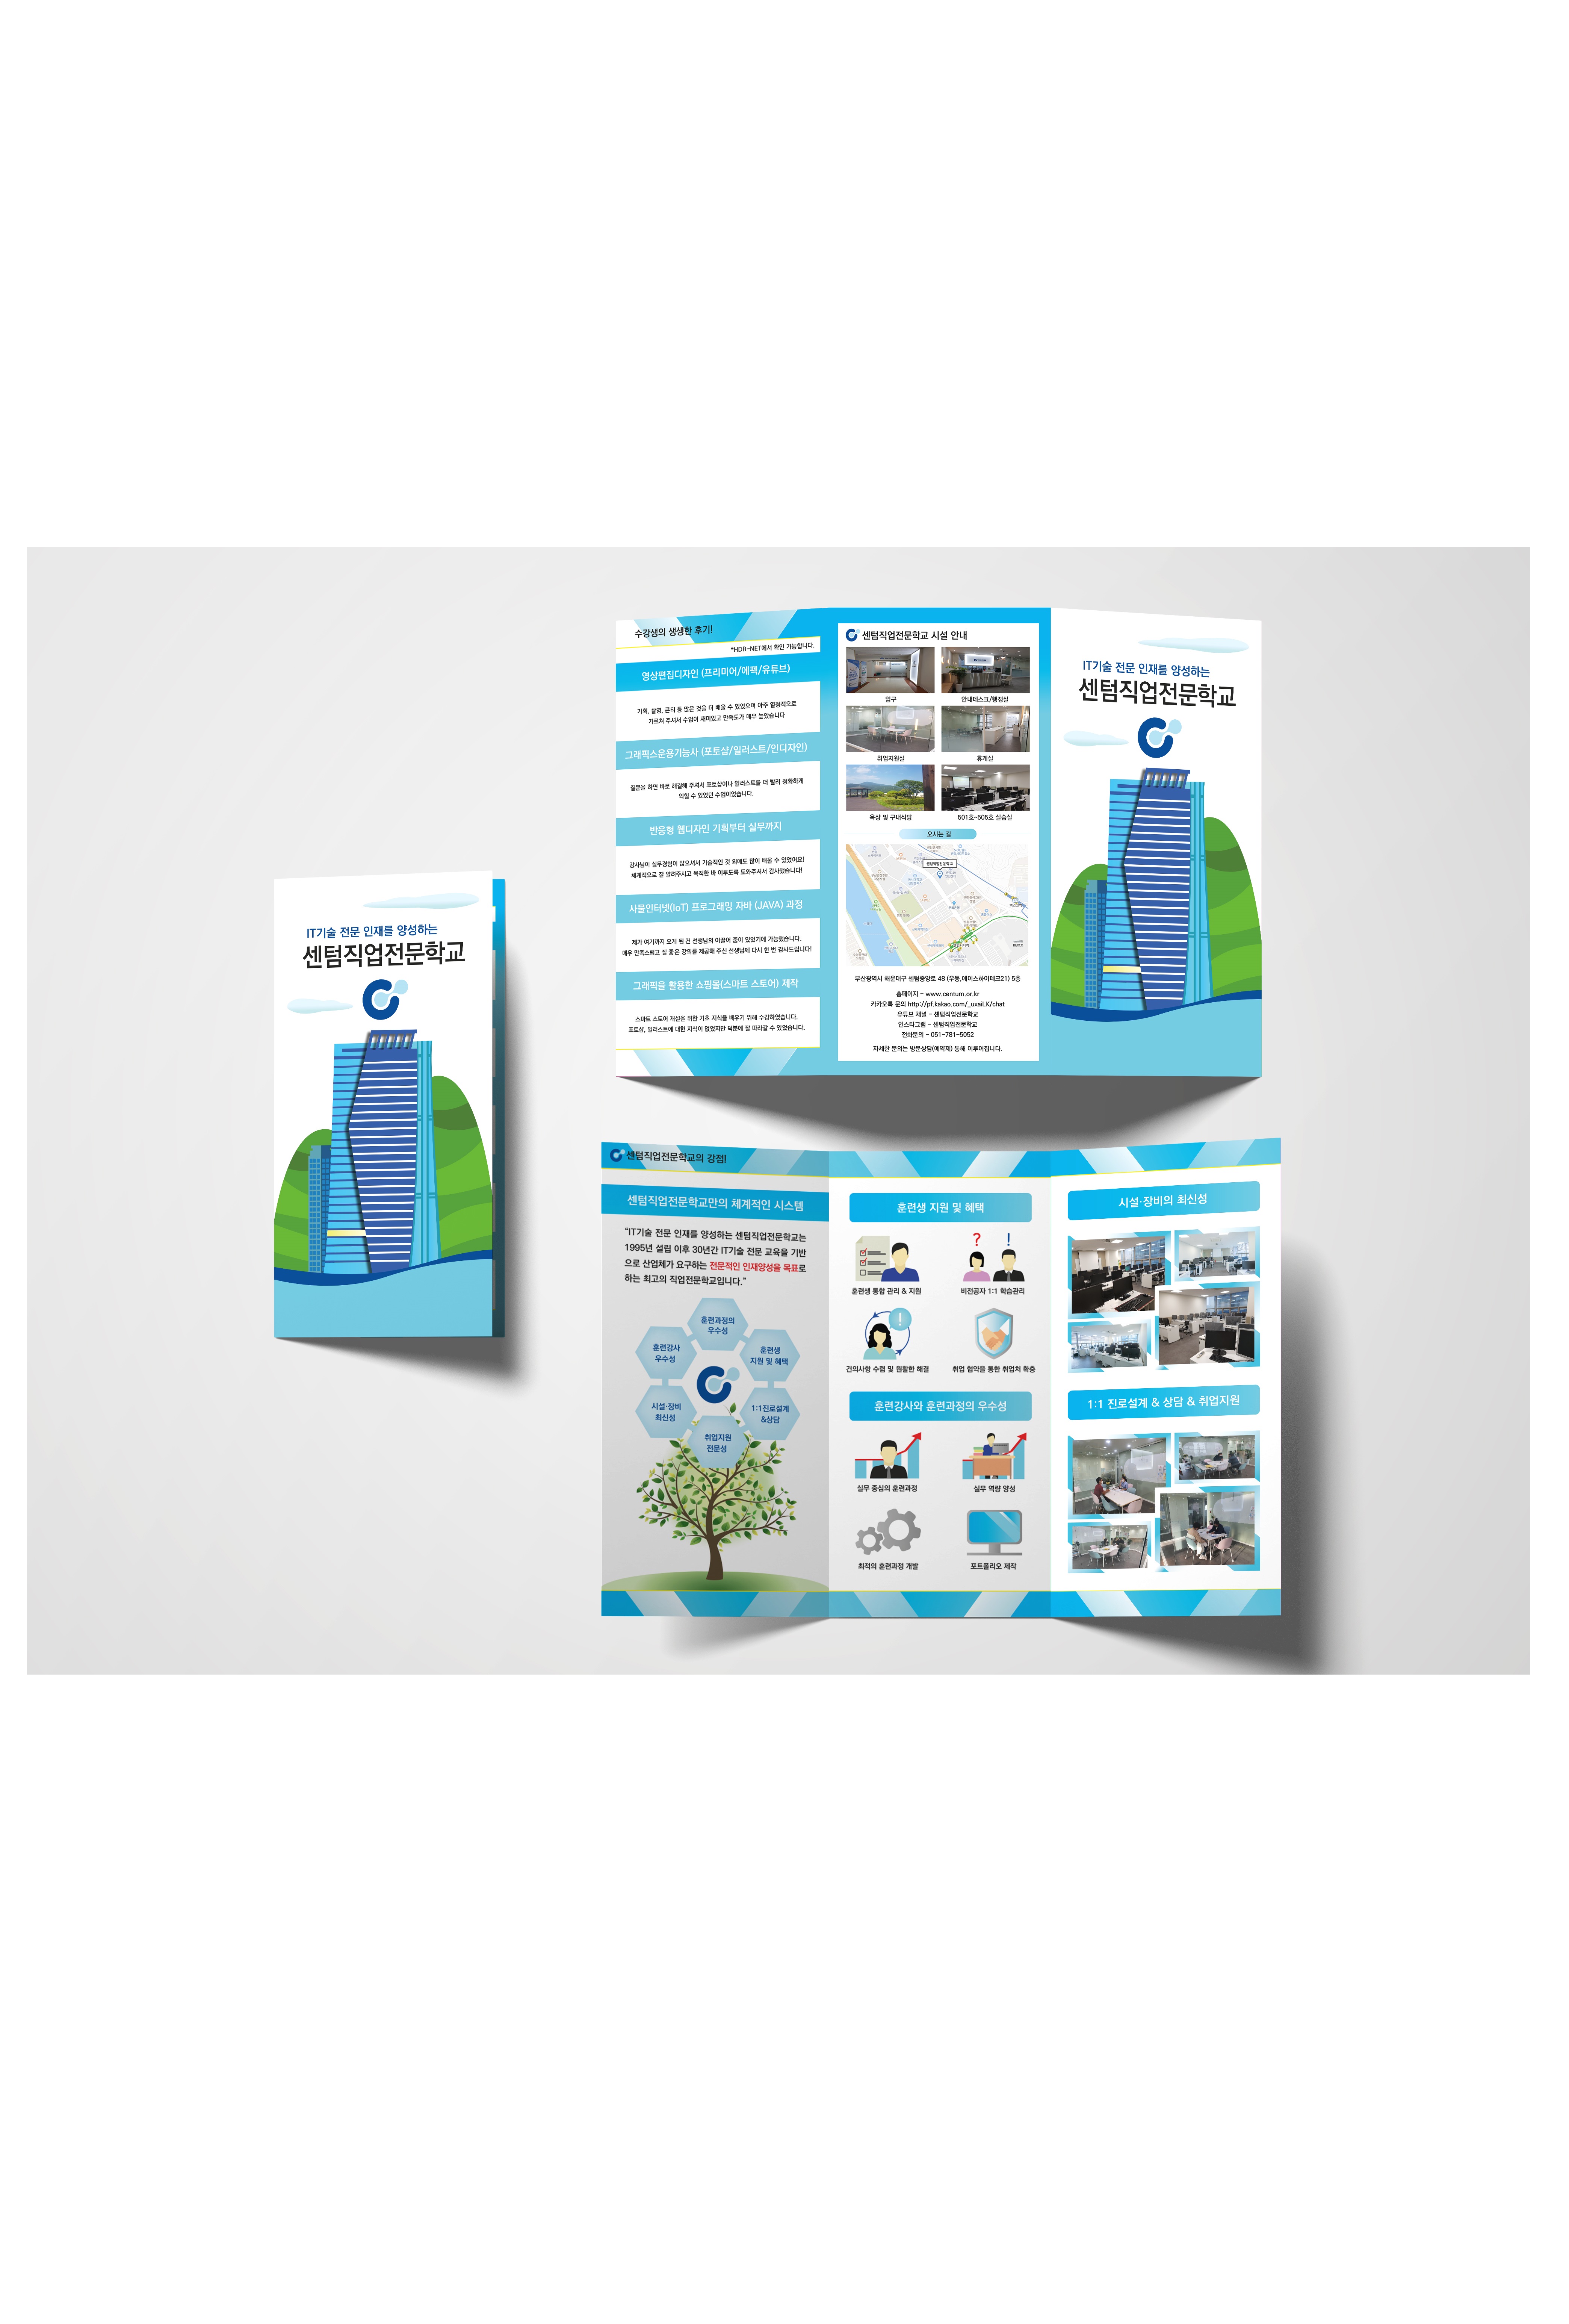 IT기술 전문 인재를 양성하는
센텀직업전문학교
수강생의 생생한 후기!
*HDR-NET에서 확인 가능합니다.
영상편집디자인 (프리미어/에펙/유튜브)
기획, 촬영, 콘티 등 많은 것을 더 배울 수 있었으며 아주 열정적으로
가르쳐 주셔서 수업이 재미있고 만족도가 매우 높았습니다
그래픽스운용기능사 (포토샵/일러스트/인디자인)
질문을 하면 바로 해결해 주셔서 포토샵이나 일러스트를 더 빨리 정확하게
익힐 수 있었던 수업이었습니다.
반응형 웹디자인 기획부터 실무까지
강사님이 실무경험이 많으셔서 기술적인 것 외에도 많이 배울 수 있었어요!
체계적으로 잘 알려주시고 목적한 바 이루도록 도와주셔서 감사했습니다!
사물인터넷(IoT) 프로그래밍 자바 (JAVA) 과정
제가 여기까지 오게 된 건 선생님의 이끌어 줌이 있었기에 가능했습니다.
매우 만족스럽고 질 좋은 강의를 제공해 주신 선생님께 다시 한 번 감사드립니다!
그래픽을 활용한 쇼핑몰(스마트 스토어) 제작
스마트 스토어 개설을 위한 기초 지식을 배우기 위해 수강하였습니다.
포토샵, 일러스트에 대한 지식이 없었지만 덕분에 잘 따라갈 수 있었습니다.
센텀직업전문학교 시설 안내
입구
안내데스크/행정실
취업지원실
휴게실
옥상 및 구내식당
501호~505호 실습실
오시는 길
센텀직업전문학교
부산광역시 해운대구 센텀중앙로 48 (우동,에이스하이테크21) 5층
홈페이지 - www.centum.or.kr
카카오톡 문의 http://pf.kakao.com/_uxaiLK/chat
유튜브 채널 - 센텀직업전문학교
인스타그램 - 센텀직업전문학교
전화문의 - 051-781-5052
자세한 문의는 방문상담(예약제) 통해 이루어집니다.
IT기술 전문 인재를 양성하는
센텀직업전문학교
센텀직업전문학교의 강점!
센텀직업전문학교만의 체계적인 시스템
"IT기술 전문 인재를 양성하는 센텀직업전문학교는
1995년 설립 이후 30년간 IT기술 전문 교육을 기반
으로 산업체가 요구하는 전문적인 인재양성을 목표로
하는 최고의 직업전문학교입니다."
훈련과정의
우수성
훈련강사
우수성
훈련생
지원 및 혜택
시설·장비
최신성
1:1진로설계
&상담
취업지원
전문성
훈련생 지원 및 혜택
? !
훈련생 통합 관리 & 지원
비전공자 1:1 학습관리
!
건의사항 수렴 및 원활한 해결
취업 협약을 통한 취업처 확충
훈련강사와 훈련과정의 우수성
실무 중심의 훈련과정
실무 역량 양성
최적의 훈련과정 개발
포트폴리오 제작
시설·장비의 최신성
1:1 진로설계 & 상담 & 취업지원